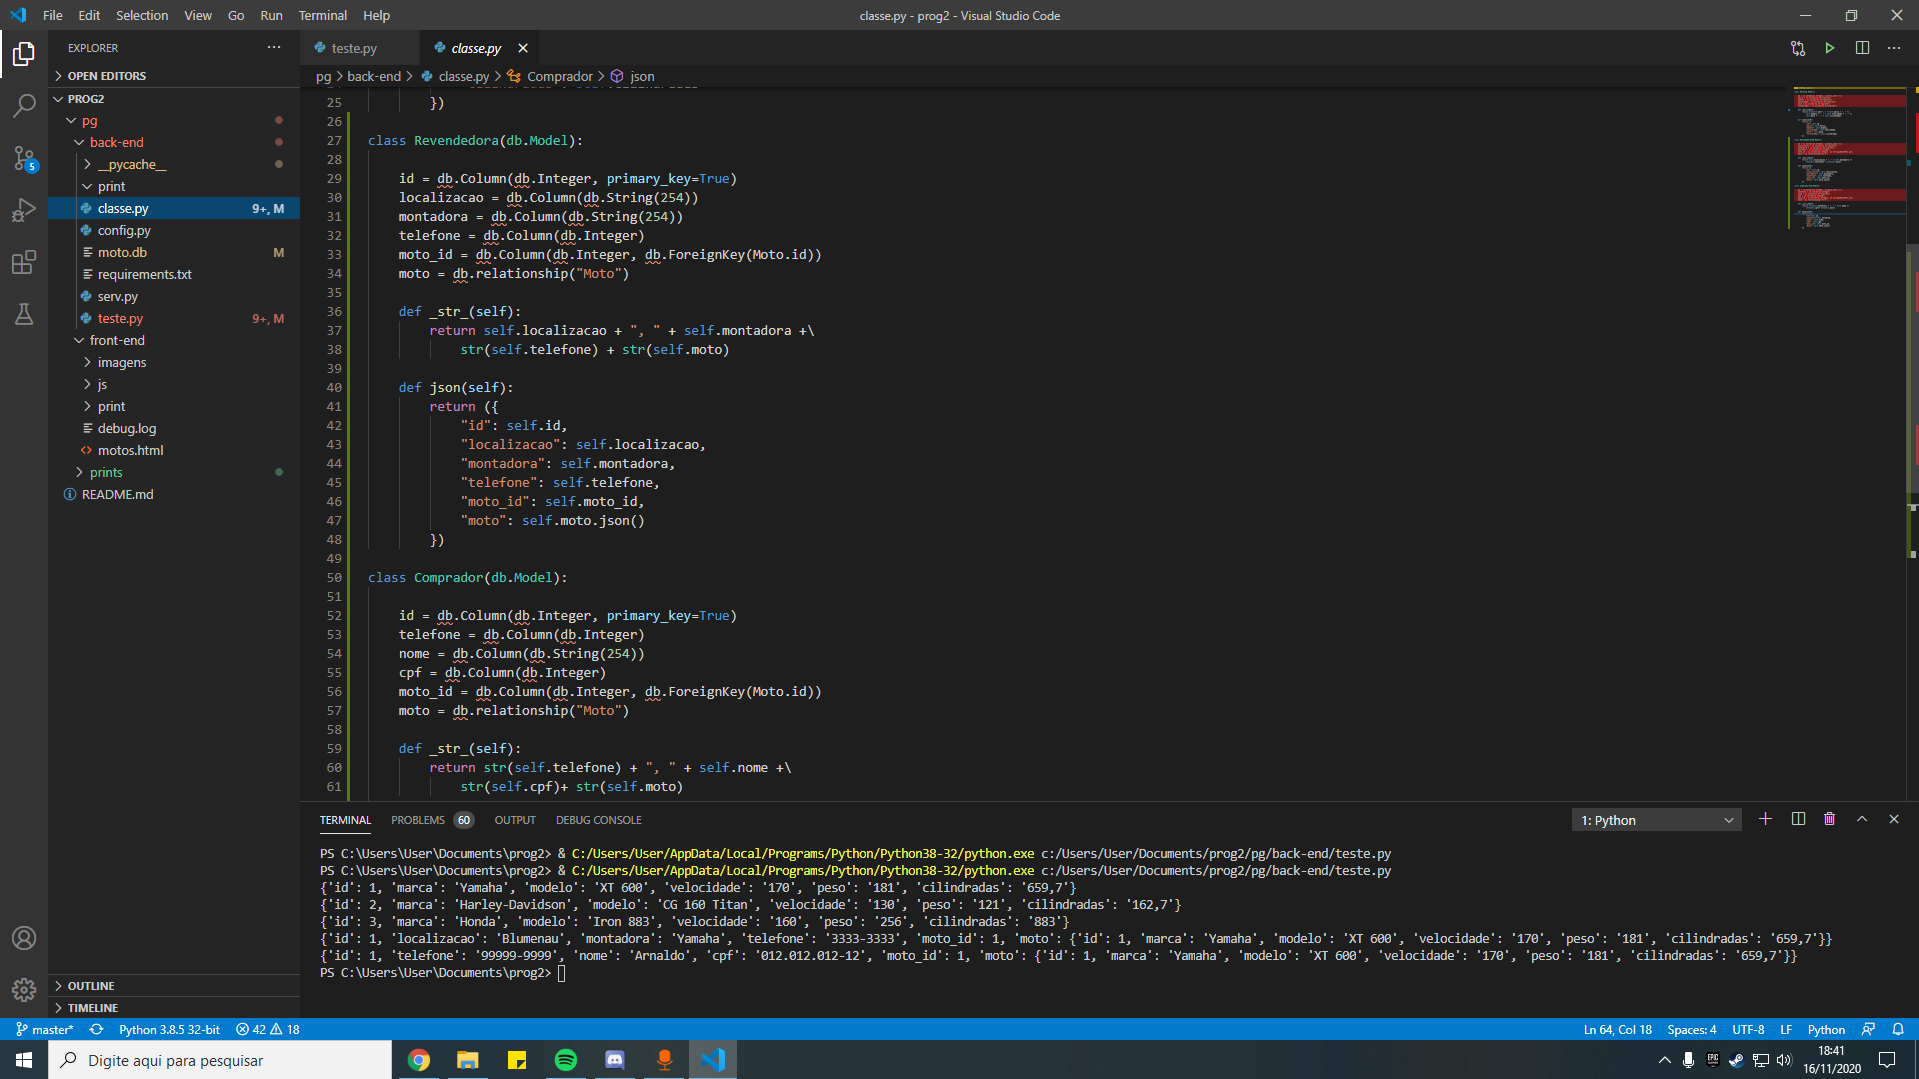 File Edit Selection View Go Run Terminal Help
classe.py - prog2 - Visual Studio Code
EXPLORER
OPEN EDITORS
PROG2
pg
back-end
__pycache__
print
classe.py 9+, M
config.py
moto.db M
requirements.txt
serv.py
teste.py 9+, M
front-end
imagens
js
print
debug.log
motos.html
prints
README.md
OUTLINE
TIMELINE
5
teste.py
classe.py
pg > back-end > classe.py > Comprador > json
25 })
26
27 class Revendedora(db.Model):
28
29 id = db.Column(db.Integer, primary_key=True)
30 localizacao = db.Column(db.String(254))
31 montadora = db.Column(db.String(254))
32 telefone = db.Column(db.Integer)
33 moto_id = db.Column(db.Integer, db.ForeignKey(Moto.id))
34 moto = db.relationship("Moto")
35
36 def _str_(self):
37 return self.localizacao + ", " + self.montadora +\
38 str(self.telefone) + str(self.moto)
39
40 def json(self):
41 return ({
42 "id": self.id,
43 "localizacao": self.localizacao,
44 "montadora": self.montadora,
45 "telefone": self.telefone,
46 "moto_id": self.moto_id,
47 "moto": self.moto.json()
48 })
49
50 class Comprador(db.Model):
51
52 id = db.Column(db.Integer, primary_key=True)
53 telefone = db.Column(db.Integer)
54 nome = db.Column(db.String(254))
55 cpf = db.Column(db.Integer)
56 moto_id = db.Column(db.Integer, db.ForeignKey(Moto.id))
57 moto = db.relationship("Moto")
58
59 def _str_(self):
60 return str(self.telefone) + ", " + self.nome +\
61 str(self.cpf)+ str(self.moto)
TERMINAL PROBLEMS 60 OUTPUT DEBUG CONSOLE
1: Python
PS C:\Users\User\Documents\prog2> & C:/Users/User/AppData/Local/Programs/Python/Python38-32/python.exe c:/Users/User/Documents/prog2/pg/back-end/teste.py
PS C:\Users\User\Documents\prog2> & C:/Users/User/AppData/Local/Programs/Python/Python38-32/python.exe c:/Users/User/Documents/prog2/pg/back-end/teste.py
{'id': 1, 'marca': 'Yamaha', 'modelo': 'XT 600', 'velocidade': '170', 'peso': '181', 'cilindradas': '659,7'}
{'id': 2, 'marca': 'Harley-Davidson', 'modelo': 'CG 160 Titan', 'velocidade': '130', 'peso': '121', 'cilindradas': '162,7'}
{'id': 3, 'marca': 'Honda', 'modelo': 'Iron 883', 'velocidade': '160', 'peso': '256', 'cilindradas': '883'}
{'id': 1, 'localizacao': 'Blumenau', 'montadora': 'Yamaha', 'telefone': '3333-3333', 'moto_id': 1, 'moto': {'id': 1, 'marca': 'Yamaha', 'modelo': 'XT 600', 'velocidade': '170', 'peso': '181', 'cilindradas': '659,7'}}
{'id': 1, 'telefone': '99999-9999', 'nome': 'Arnaldo', 'cpf': '012.012.012-12', 'moto_id': 1, 'moto': {'id': 1, 'marca': 'Yamaha', 'modelo': 'XT 600', 'velocidade': '170', 'peso': '181', 'cilindradas': '659,7'}}
PS C:\Users\User\Documents\prog2>
master* Python 3.8.5 32-bit 42 18
Ln 64, Col 18 Spaces: 4 UTF-8 LF Python
Digite aqui para pesquisar
18:41
16/11/2020